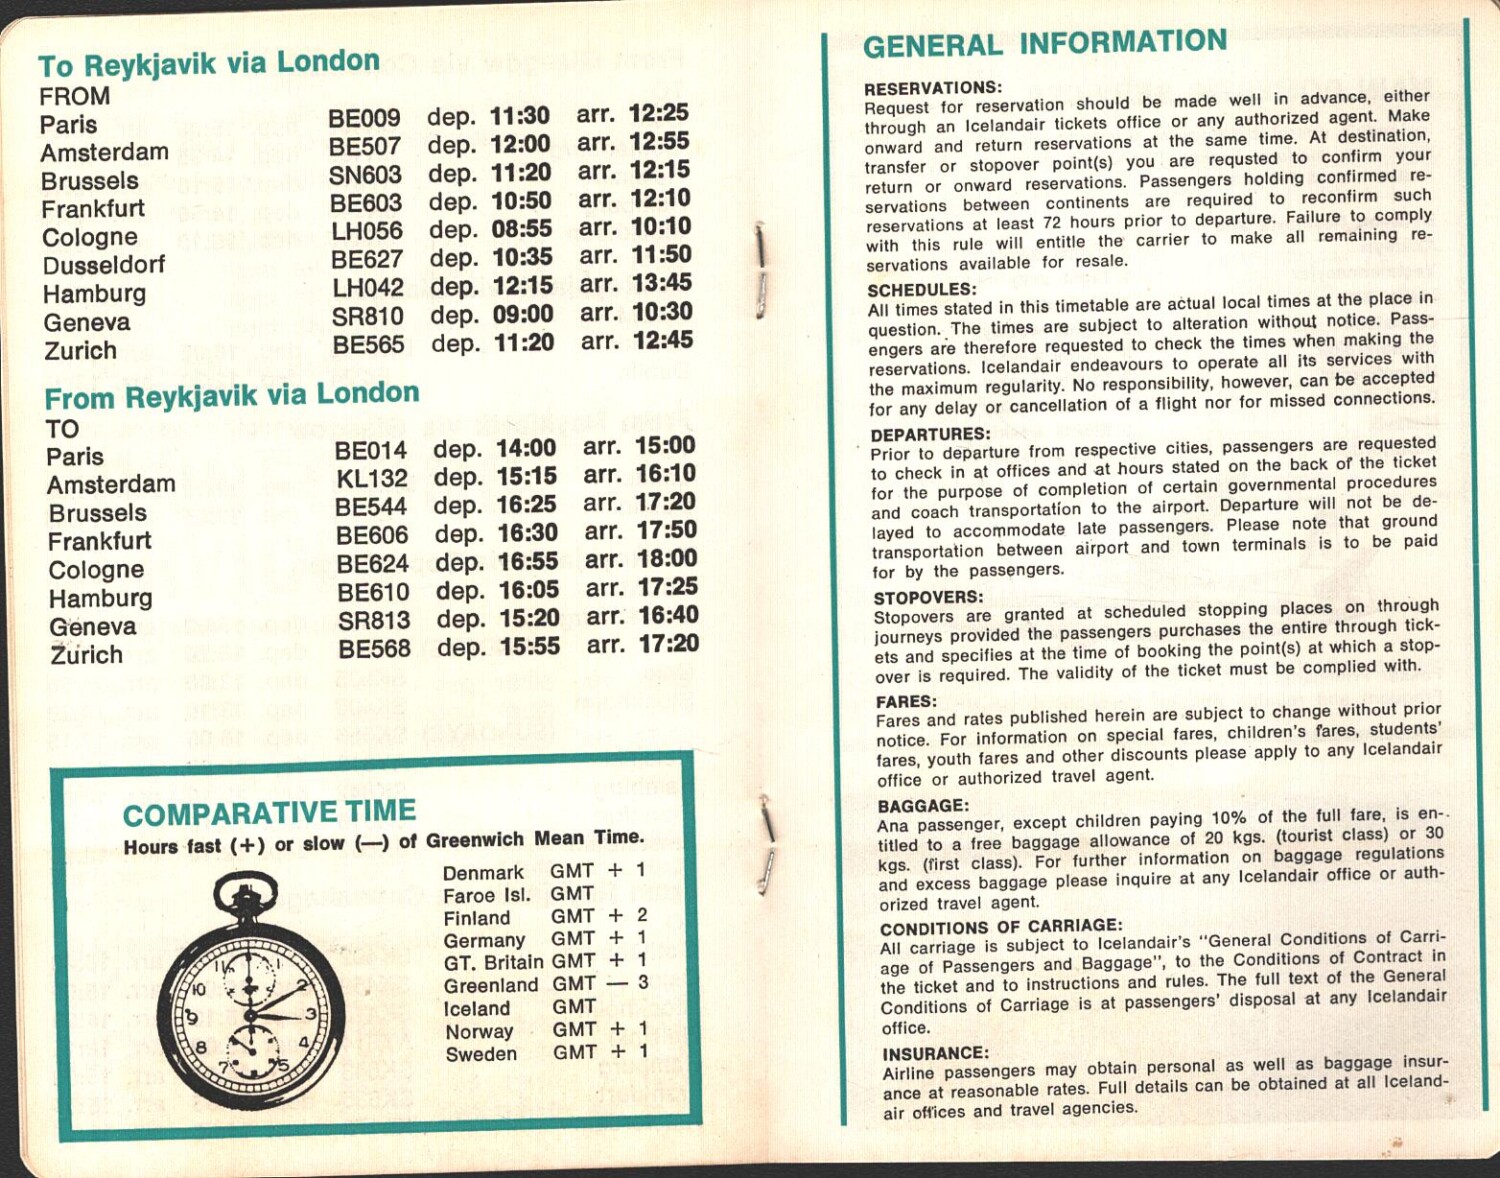 To Reykjavik via London
FROM
Paris BE009 dep. 11:30 arr. 12:25
Amsterdam BE507 dep. 12:00 arr. 12:55
Brussels SN603 dep. 11:20 arr. 12:15
Frankfurt BE603 dep. 10:50 arr. 12:10
Cologne LH056 dep. 08:55 arr. 10:10
Dusseldorf BE627 dep. 10:35 arr. 11:50
Hamburg LH042 dep. 12:15 arr. 13:45
Geneva SR810 dep. 09:00 arr. 10:30
Zurich BE565 dep. 11:20 arr. 12:45
From Reykjavik via London
TO
Paris BE014 dep. 14:00 arr. 15:00
Amsterdam KL132 dep. 15:15 arr. 16:10
Brussels BE544 dep. 16:25 arr. 17:20
Frankfurt BE606 dep. 16:30 arr. 17:50
Cologne BE624 dep. 16:55 arr. 18:00
Hamburg BE610 dep. 16:05 arr. 17:25
Geneva SR813 dep. 15:20 arr. 16:40
Zurich BE568 dep. 15:55 arr. 17:20
COMPARATIVE TIME
Hours fast (+) or slow (—) of Greenwich Mean Time.
Denmark GMT + 1
Faroe Isl. GMT
Finland GMT + 2
Germany GMT + 1
GT. Britain GMT + 1
Greenland GMT — 3
Iceland GMT
Norway GMT + 1
Sweden GMT + 1
11 1
10 2
9 3
8 4
7 5
GENERAL INFORMATION
RESERVATIONS:
Request for reservation should be made well in advance, either
through an Icelandair tickets office or any authorized agent. Make
onward and return reservations at the same time. At destination,
transfer or stopover point(s) you are requsted to confirm your
return or onward reservations. Passengers holding confirmed re-
servations between continents are required to reconfirm such
reservations at least 72 hours prior to departure. Failure to comply
with this rule will entitle the carrier to make all remaining re-
servations available for resale.
SCHEDULES:
All times stated in this timetable are actual local times at the place in
question. The times are subject to alteration without notice. Pass-
engers are therefore requested to check the times when making the
reservations. Icelandair endeavours to operate all its services with
the maximum regularity. No responsibility, however, can be accepted
for any delay or cancellation of a flight nor for missed connections.
DEPARTURES:
Prior to departure from respective cities, passengers are requested
to check in at offices and at hours stated on the back of the ticket
for the purpose of completion of certain governmental procedures
and coach transportation to the airport. Departure will not be de-
layed to accommodate late passengers. Please note that ground
transportation between airport and town terminals is to be paid
for by the passengers.
STOPOVERS:
Stopovers are granted at scheduled stopping places on through
journeys provided the passengers purchases the entire through tick-
ets and specifies at the time of booking the point(s) at which a stop-
over is required. The validity of the ticket must be complied with.
FARES:
Fares and rates published herein are subject to change without prior
notice. For information on special fares, children's fares, students'
fares, youth fares and other discounts please apply to any Icelandair
office or authorized travel agent.
BAGGAGE:
Ana passenger, except children paying 10% of the full fare, is en-
titled to a free baggage allowance of 20 kgs. (tourist class) or 30
kgs. (first class). For further information on baggage regulations
and excess baggage please inquire at any Icelandair office or auth-
orized travel agent.
CONDITIONS OF CARRIAGE:
All carriage is subject to Icelandair's "General Conditions of Carri-
age of Passengers and Baggage", to the Conditions of Contract in
the ticket and to instructions and rules. The full text of the General
Conditions of Carriage is at passengers' disposal at any Icelandair
office.
INSURANCE:
Airline passengers may obtain personal as well as baggage insur-
ance at reasonable rates. Full details can be obtained at all Iceland-
air offices and travel agencies.